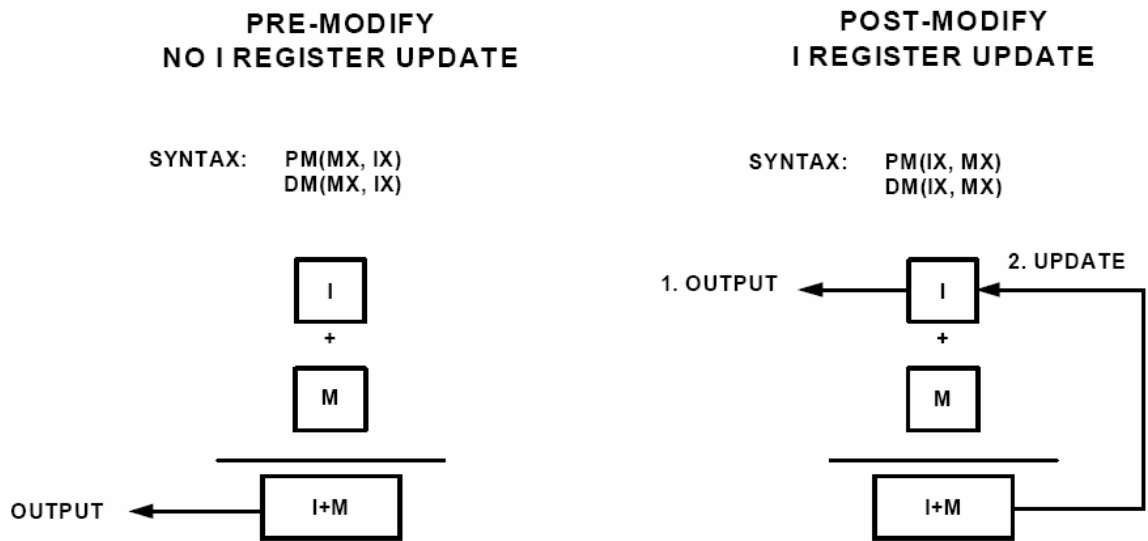 PRE-MODIFY
NO I REGISTER UPDATE
SYNTAX: PM(MX, IX)
DM(MX, IX)
I
+
M
I+M
OUTPUT
POST-MODIFY
I REGISTER UPDATE
SYNTAX: PM(IX, MX)
DM(IX, MX)
1. OUTPUT
I
2. UPDATE
+
M
I+M